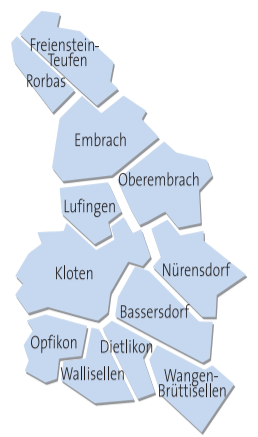 Freienstein-
Teufen
Rorbas
Embrach
Oberembrach
Lufingen
Kloten
Nürensdorf
Bassersdorf
Opfikon
Dietlikon
Wallisellen
Wangen-
Brüttisellen